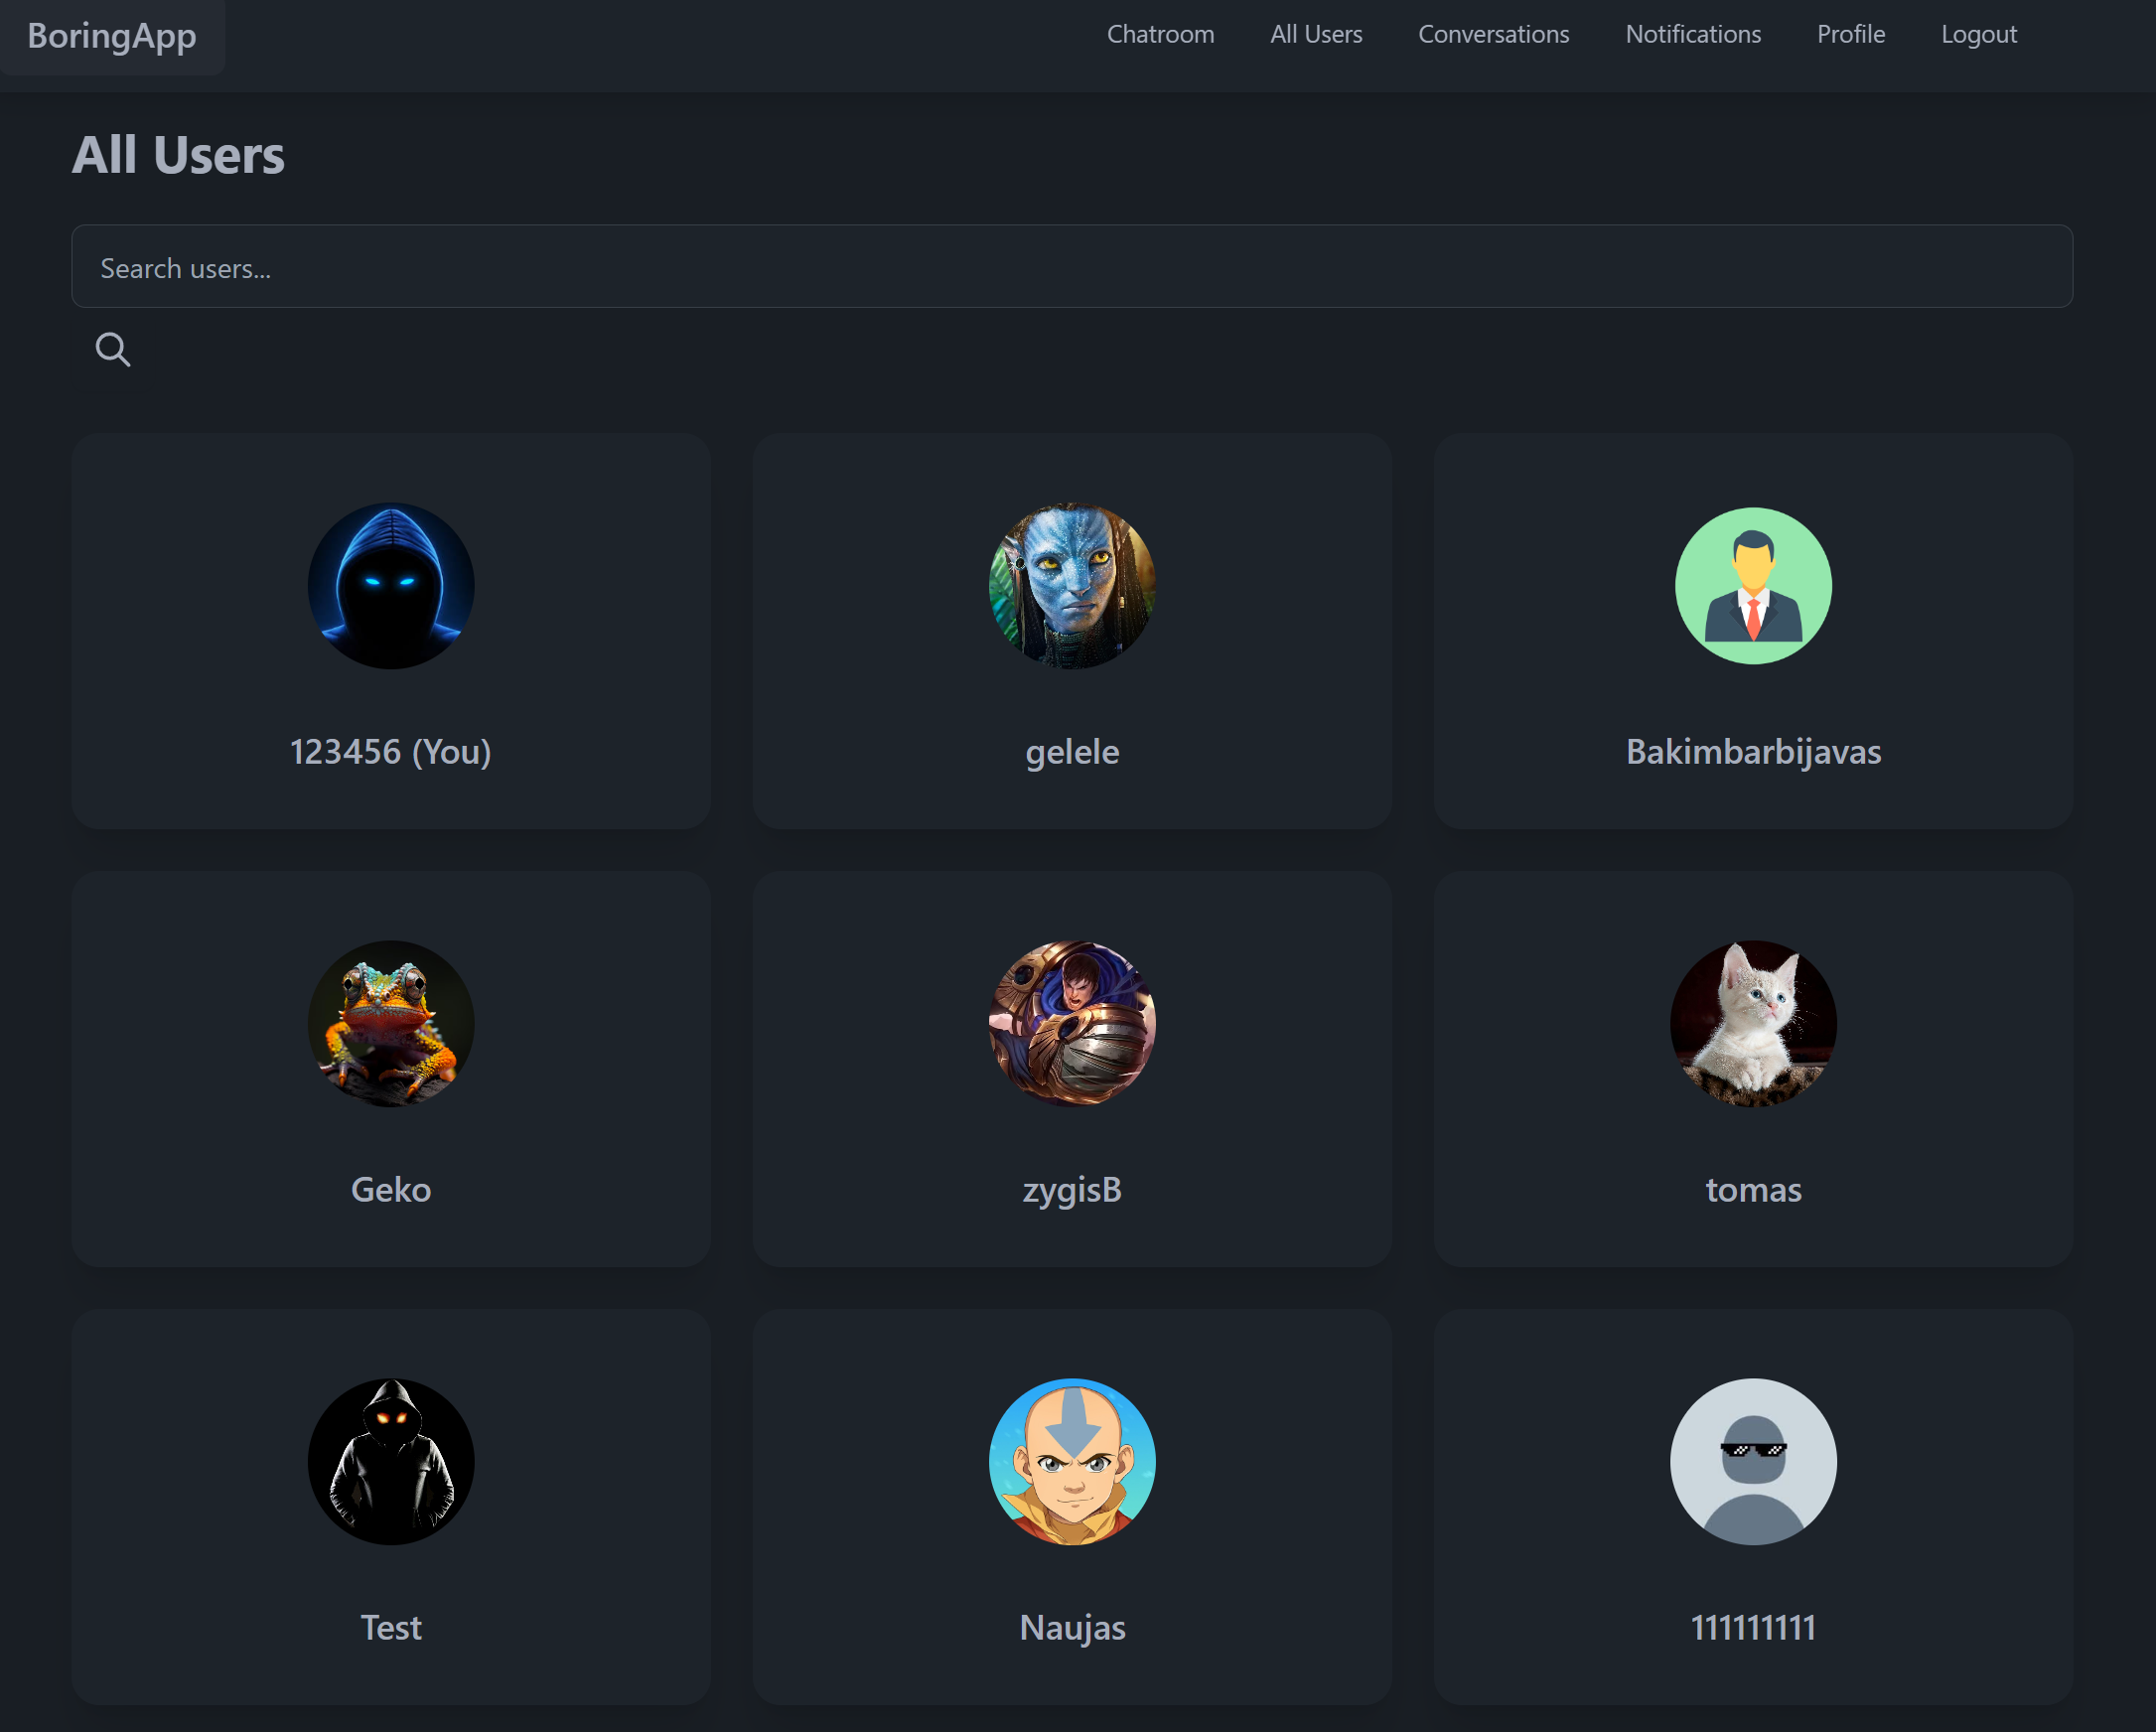 BoringApp
Chatroom All Users Conversations Notifications Profile Logout
All Users
Search users...
123456 (You) gelele Bakimbarbijavas
Geko zygisB tomas
Test Naujas 111111111